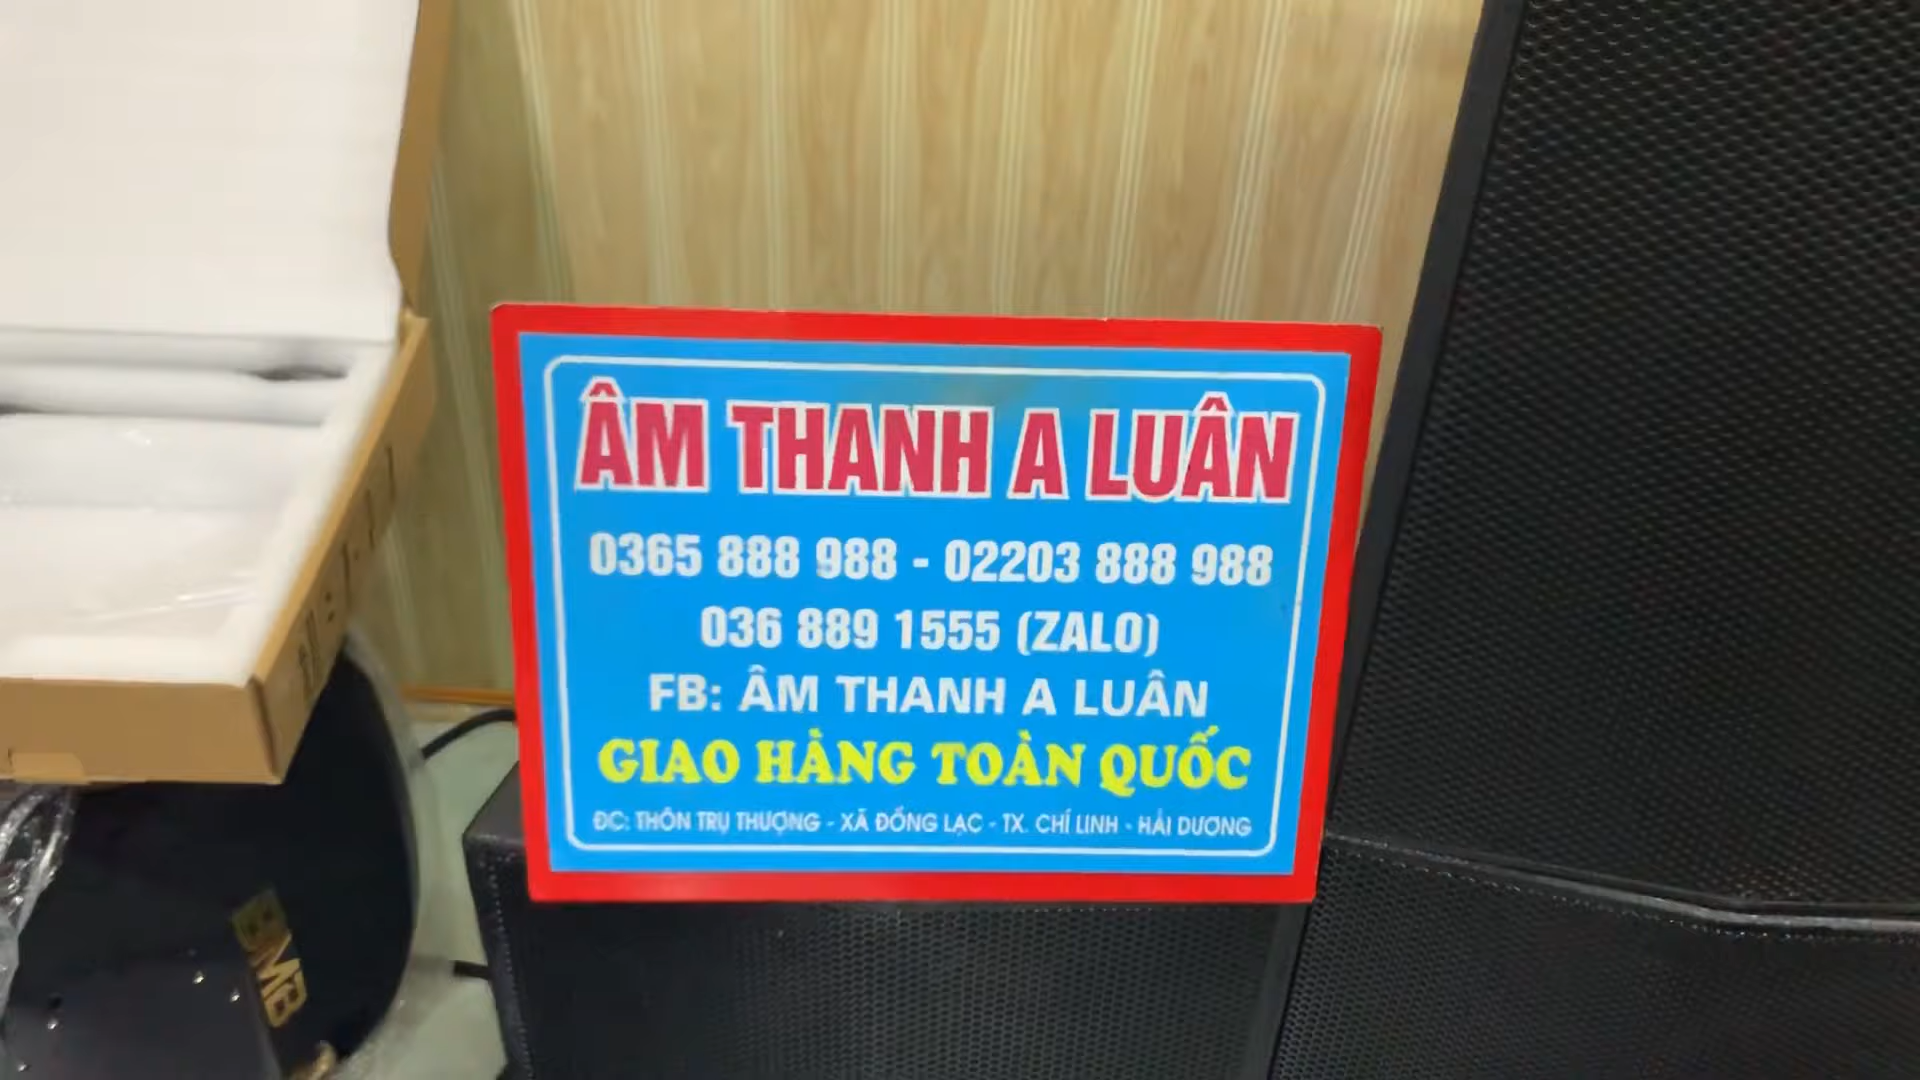 ÂM THANH A LUÂN
0365 888 988 - 02203 888 988
036 889 1555 (ZALO)
FB: ÂM THANH A LUÂN
GIAO HÀNG TOÀN QUỐC
ĐC: THÔN TRỤ THƯỢNG - XÃ ĐỒNG LẠC - TX. CHÍ LINH - HẢI DƯƠNG
BMB